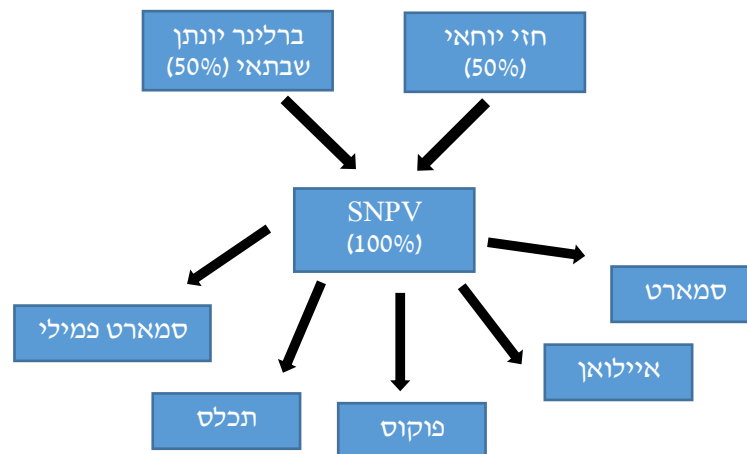 חזי יוחאי
(50%)
ברלינר יונתן
שבתאי (50%)
SNPV
(100%)
סמארט
איילואן
פוקוס
תכלס
סמארט פמילי